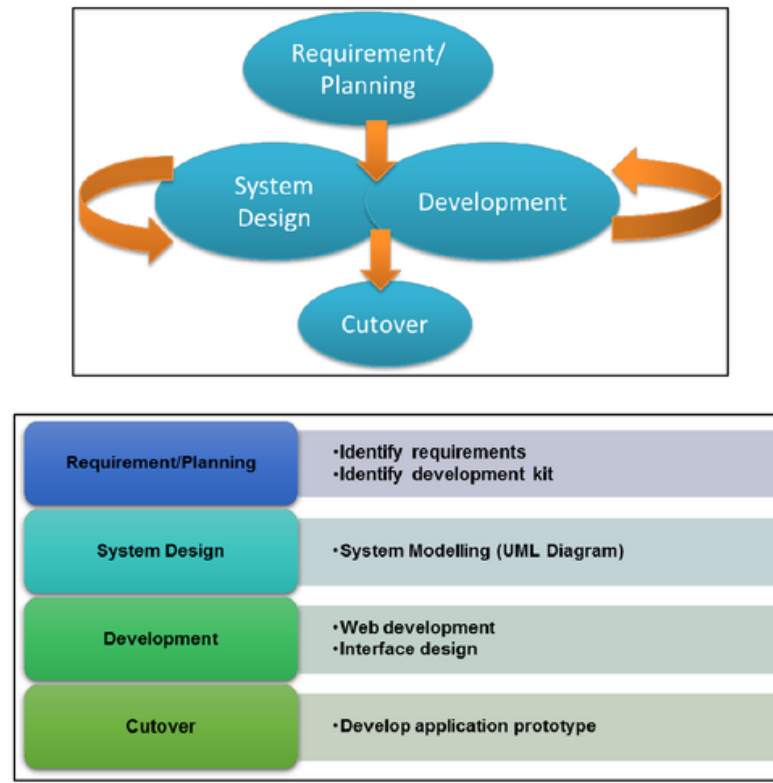 Requirement/
Planning
System
Design
Development
Cutover
Requirement/Planning
•Identify requirements
•Identify development kit
System Design
•System Modelling (UML Diagram)
Development
•Web development
•Interface design
Cutover
•Develop application prototype